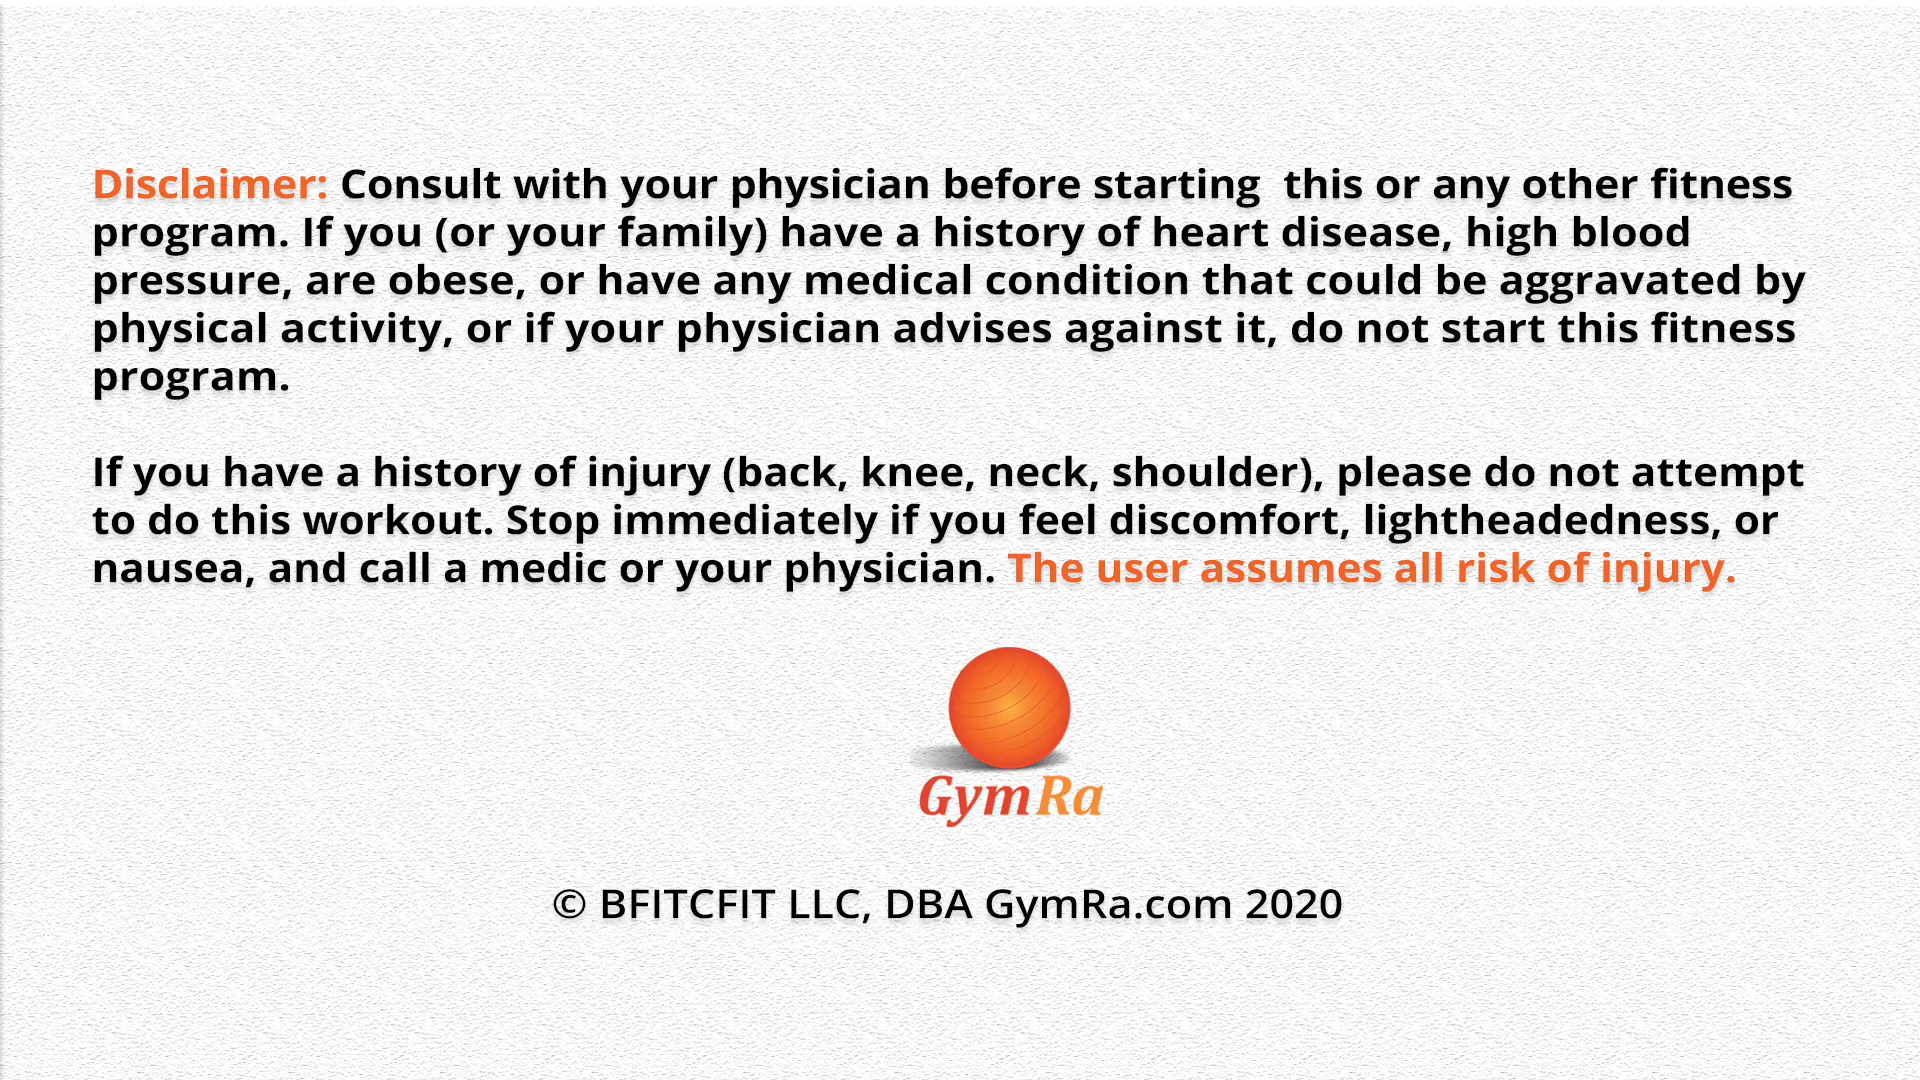 Disclaimer: Consult with your physician before starting  this or any other fitness
program. If you (or your family) have a history of heart disease, high blood
pressure, are obese, or have any medical condition that could be aggravated by
physical activity, or if your physician advises against it, do not start this fitness
program.
If you have a history of injury (back, knee, neck, shoulder), please do not attempt
to do this workout. Stop immediately if you feel discomfort, lightheadedness, or
nausea, and call a medic or your physician. The user assumes all risk of injury.
GymRa
© BFITCFIT LLC, DBA GymRa.com 2020